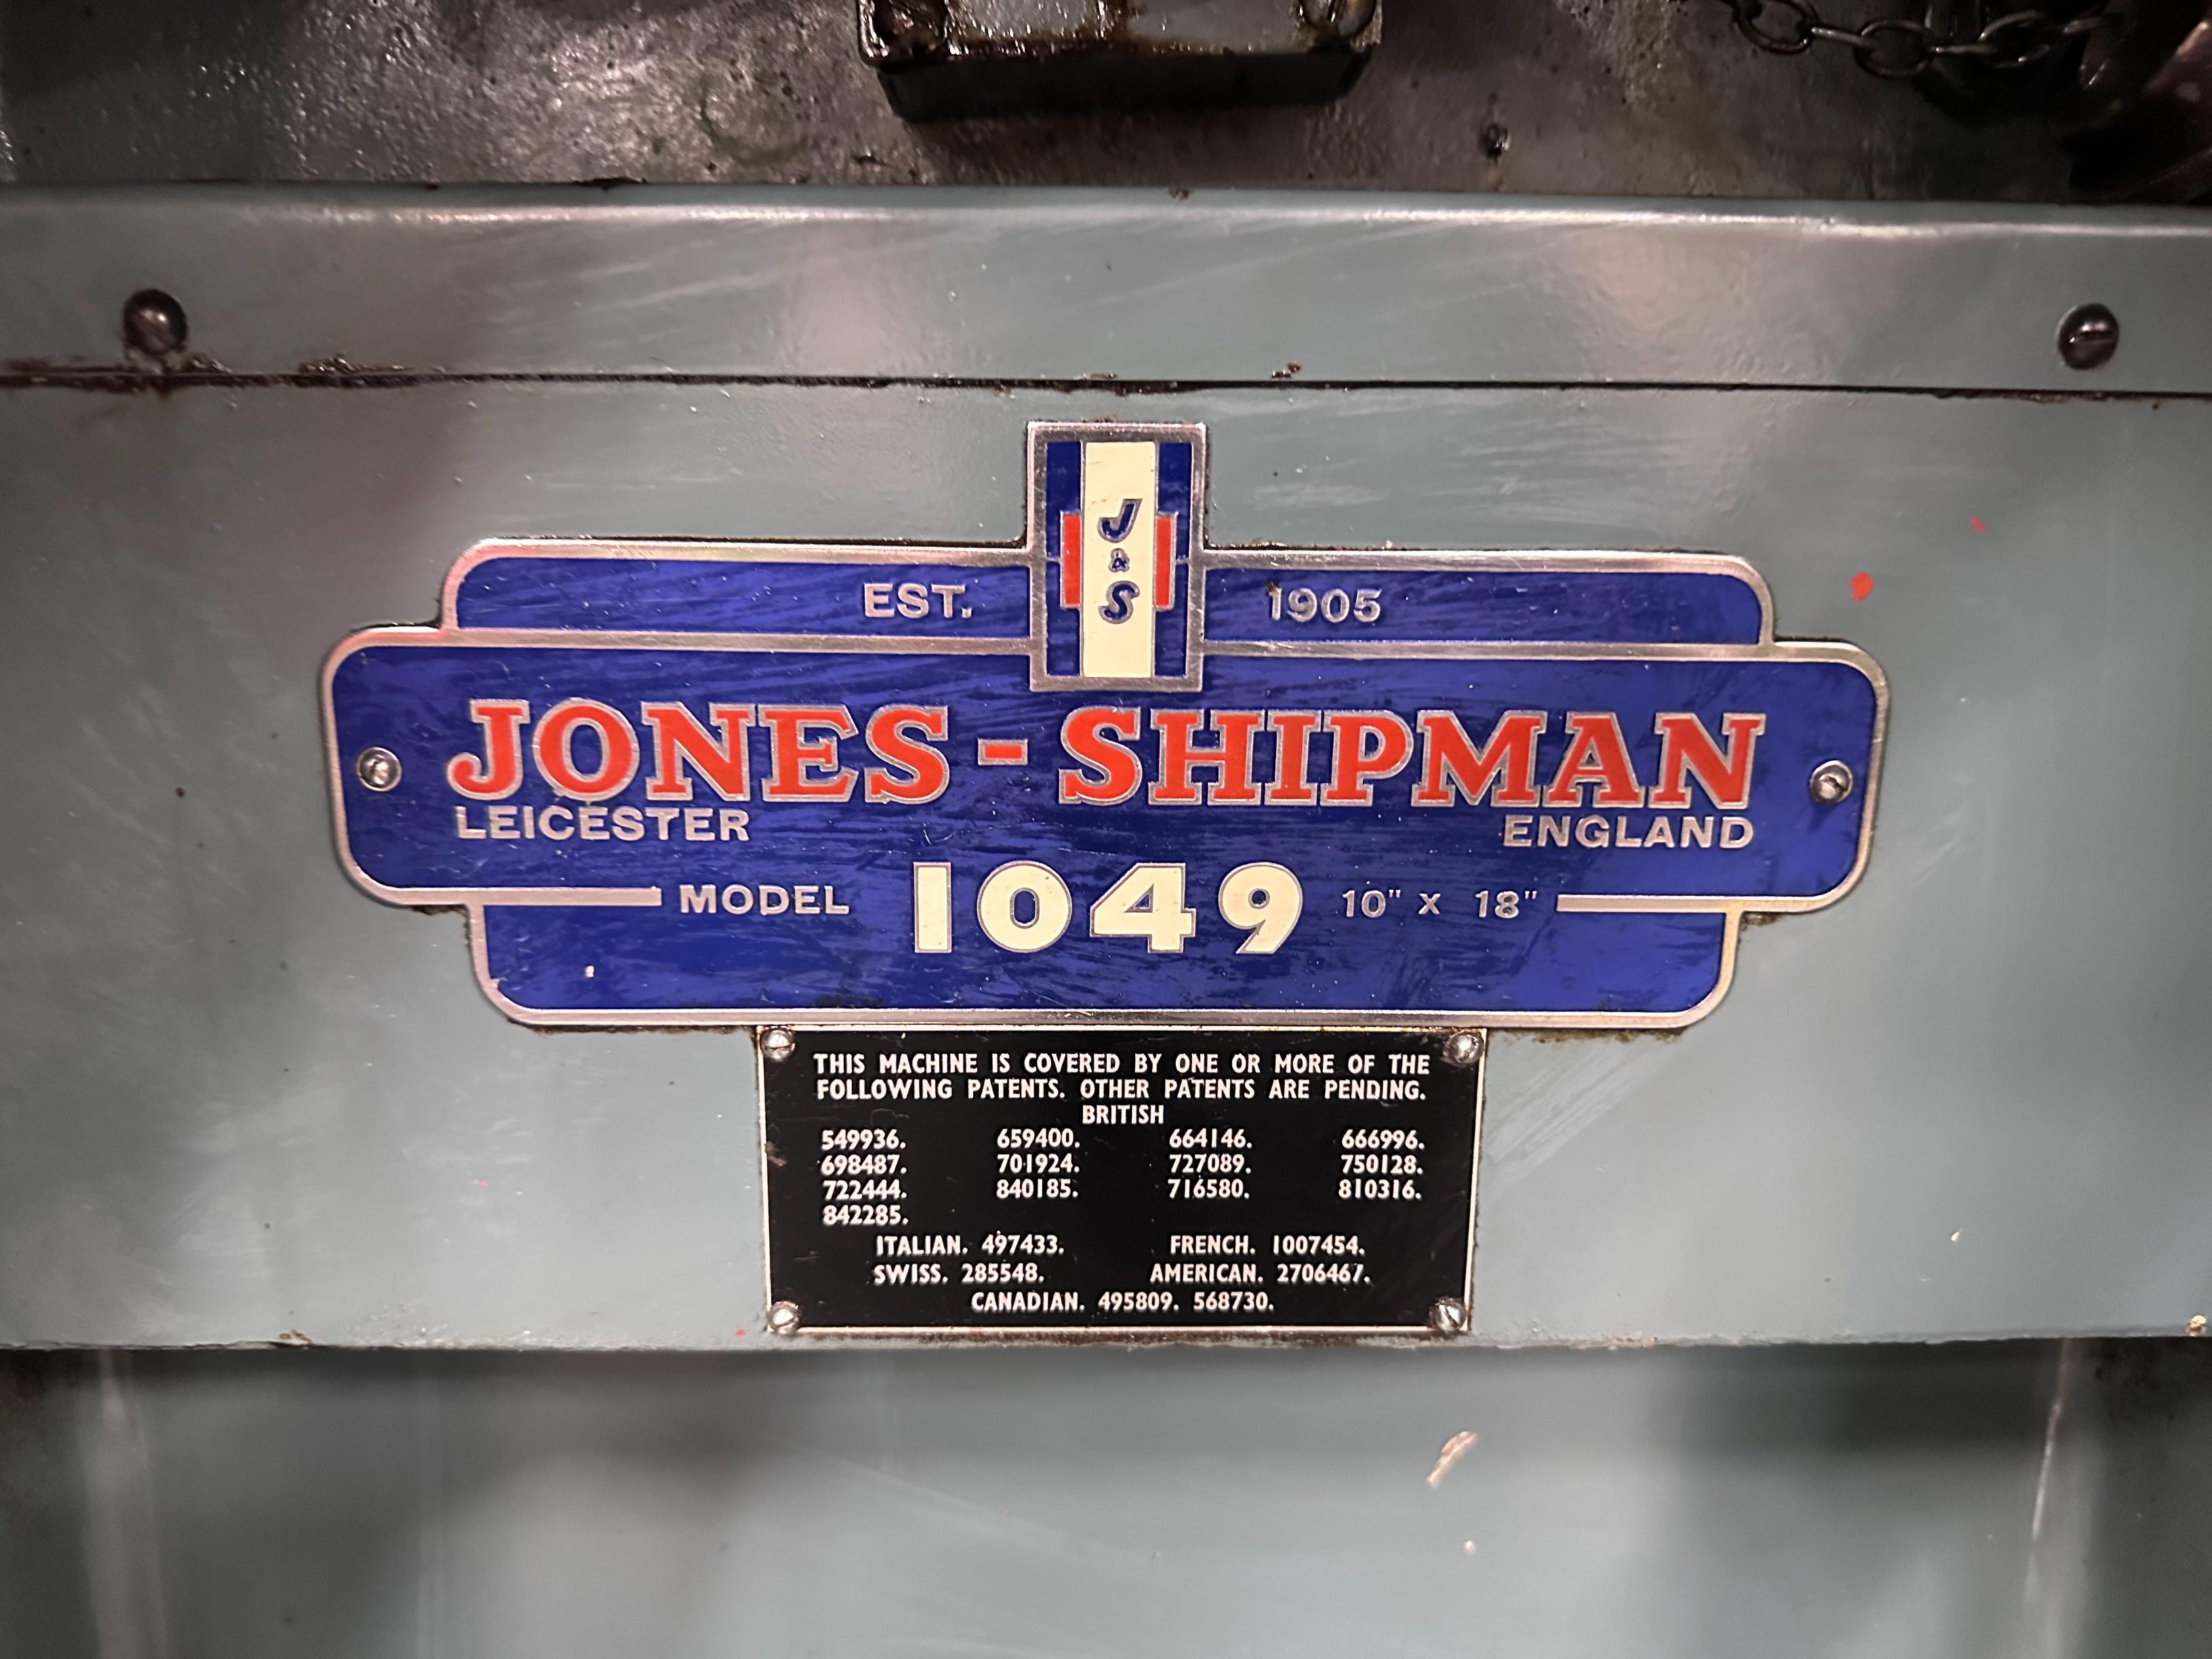 J
&
S
EST. 1905
JONES-SHIPMAN
LEICESTER ENGLAND
MODEL 1049 10" x 18"
THIS MACHINE IS COVERED BY ONE OR MORE OF THE
FOLLOWING PATENTS. OTHER PATENTS ARE PENDING.
BRITISH
549936. 659400. 664146. 666996.
698487. 701924. 727089. 750128.
722444. 840185. 716580. 810316.
842285.
ITALIAN. 497433. FRENCH. 1007454.
SWISS. 285548. AMERICAN. 2706467.
CANADIAN. 495809. 568730.